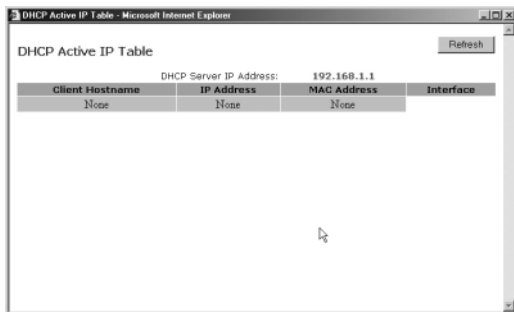 DHCP Active IP Table - Microsoft Internet Explorer
DHCP Active IP Table
Refresh
DHCP Server IP Address: 192.168.1.1
Client Hostname IP Address MAC Address Interface
None None None